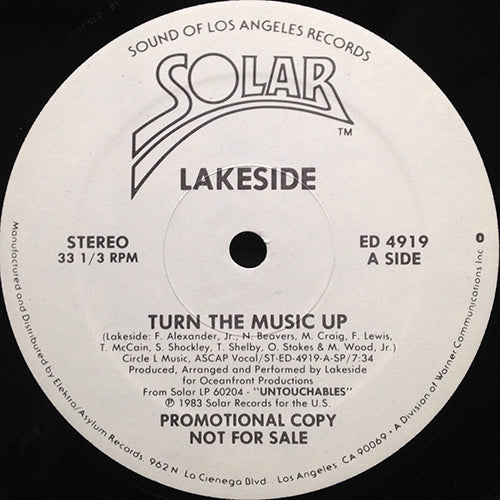 SOUND OF LOS ANGELES RECORDS
SOLAR
TM
LAKESIDE
STEREO
33 1/3 RPM
ED 4919
A SIDE
TURN THE MUSIC UP
(Lakeside: F. Alexander, Jr., N. Beavers, M. Craig, F. Lewis,
T. McCain, S. Shockley, T. Shelby, O. Stokes & M. Wood, Jr.)
Circle L Music, ASCAP Vocal/ST-ED-4919-A-SP/7:34
Produced, Arranged and Performed by Lakeside
for Oceanfront Productions
From Solar LP 60204 - "UNTOUCHABLES"
℗ 1983 Solar Records for the U.S.
PROMOTIONAL COPY
NOT FOR SALE
Manufactured and Distributed by Elektra/Asylum Records 962 N. La Cienega Blvd. Los Angeles, CA 90069 • A Division of Warner Communications Inc